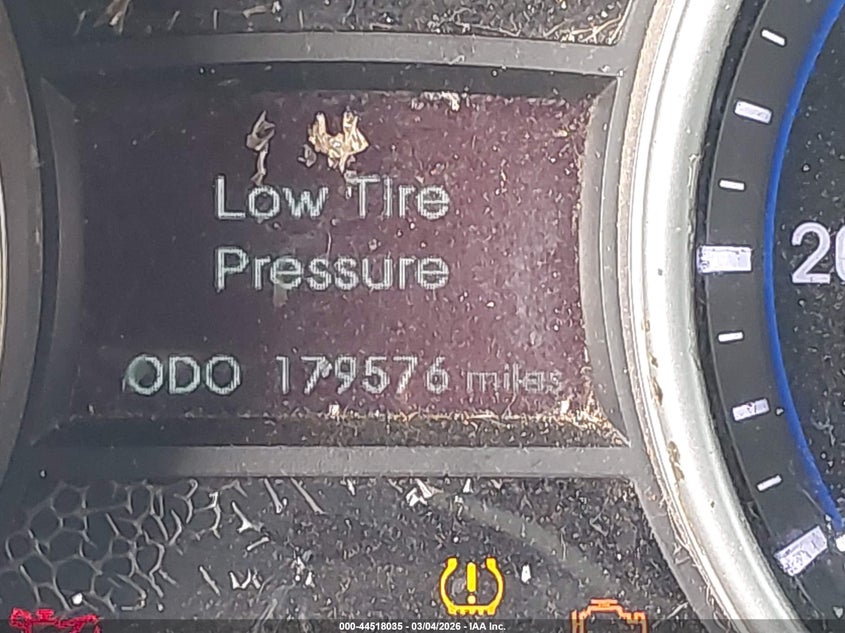 Low Tire
Pressure
ODO 179576 miles
000-44518035 - 03/04/2026 - IAA Inc.